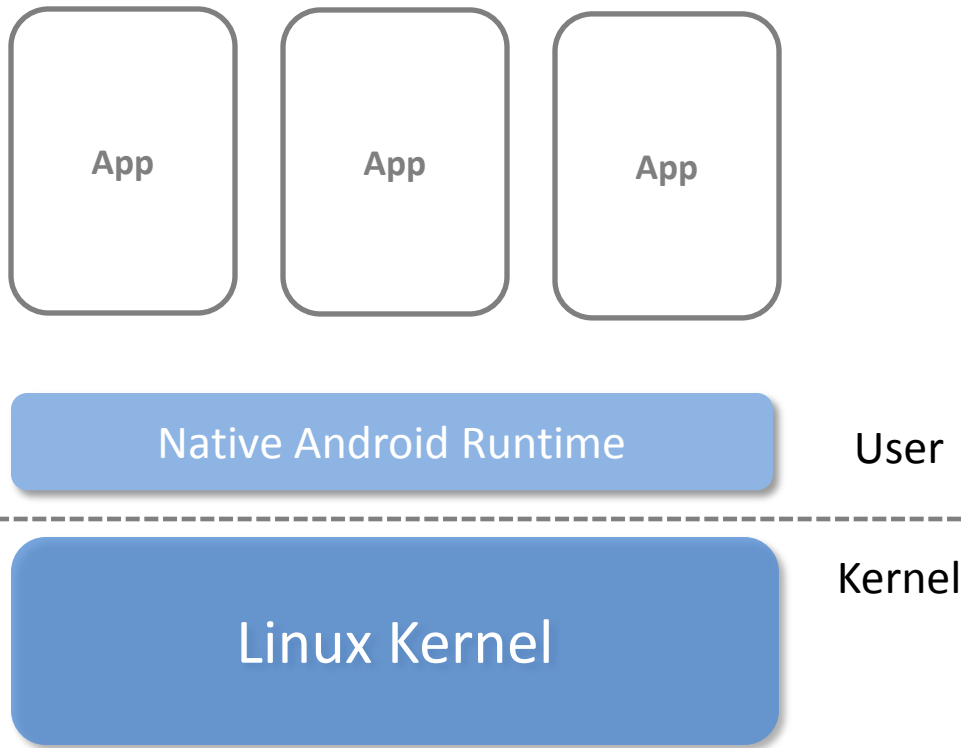 App
App
App
Native Android Runtime
User
Kernel
Linux Kernel